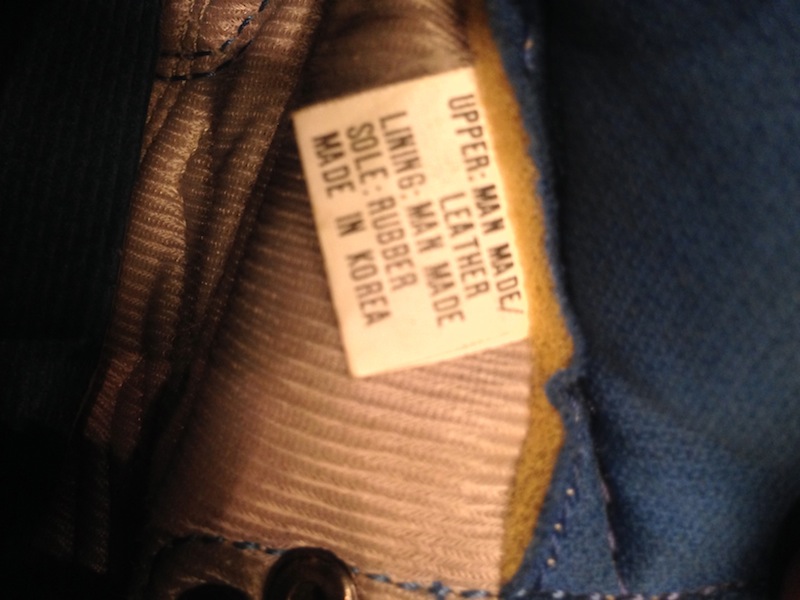 UPPER: MAN MADE/
LEATHER
LINING: MAN MADE
SOLE: RUBBER
MADE IN KOREA